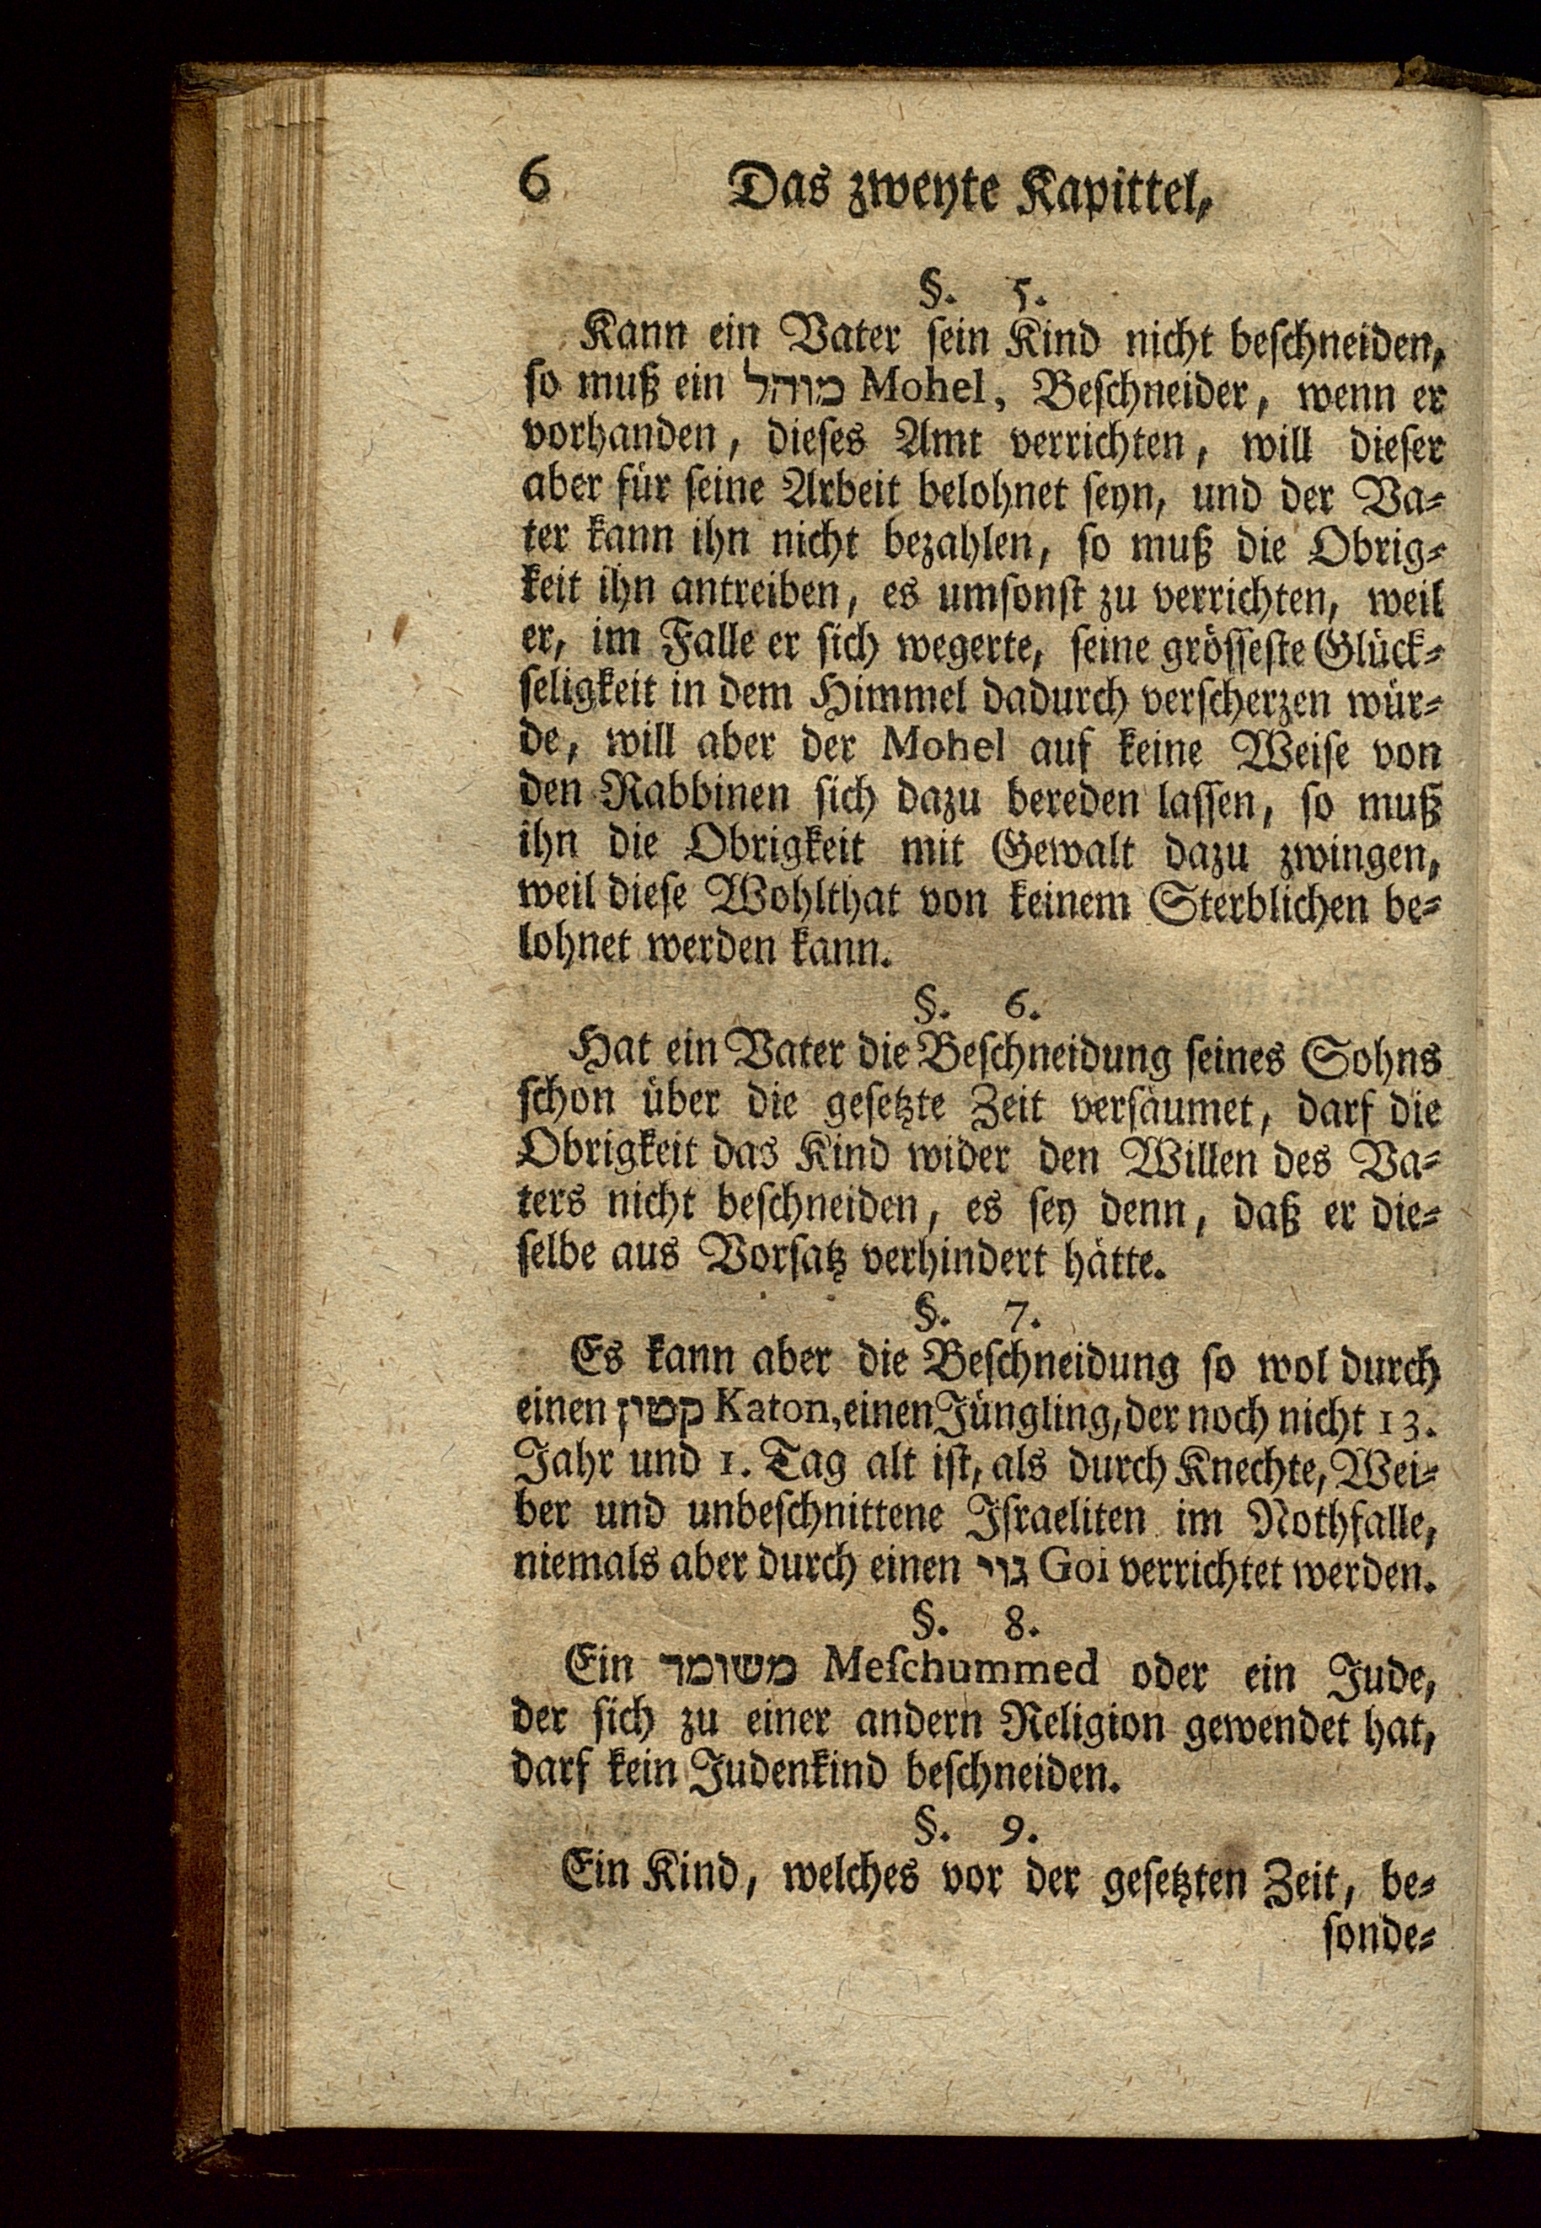 6 Das zweyte Kapittel,
§. 5.
Kann ein Vater ſein Kind nicht beſchneiden,
ſo muß ein מוהל Mohel, Beſchneider, wenn er
vorhanden, dieſes Amt verrichten, will dieſer
aber für ſeine Arbeit belohnet ſeyn, und der Va⸗
ter kann ihn nicht bezahlen, ſo muß die Obrig⸗
keit ihn antreiben, es umſonſt zu verrichten, weil
er, im Falle er ſich wegerte, ſeine gröſſeſte Glück⸗
ſeligkeit in dem Himmel dadurch verſcherzen wür⸗
de, will aber der Mohel auf keine Weiſe von
den Rabbinen ſich dazu bereden laſſen, ſo muß
ihn die Obrigkeit mit Gewalt dazu zwingen,
weil dieſe Wohlthat von keinem Sterblichen be⸗
lohnet werden kann.
§. 6.
Hat ein Vater die Beſchneidung ſeines Sohns
ſchon über die geſetzte Zeit verſäumet, darf die
Obrigkeit das Kind wider den Willen des Va⸗
ters nicht beſchneiden, es ſey denn, daß er die⸗
ſelbe aus Vorſatz verhindert hätte.
§. 7.
Es kann aber die Beſchneidung ſo wol durch
einen קטון Katon, einen Jüngling, der noch nicht 13.
Jahr und 1. Tag alt iſt, als durch Knechte, Wei⸗
ber und unbeſchnittene Iſraeliten im Nothfalle,
niemals aber durch einen גוי Goi verrichtet werden.
§. 8.
Ein משומד Meſchummed oder ein Jude,
der ſich zu einer andern Religion gewendet hat,
darf kein Judenkind beſchneiden.
§. 9.
Ein Kind, welches vor der geſetzten Zeit, be⸗
ſonde⸗